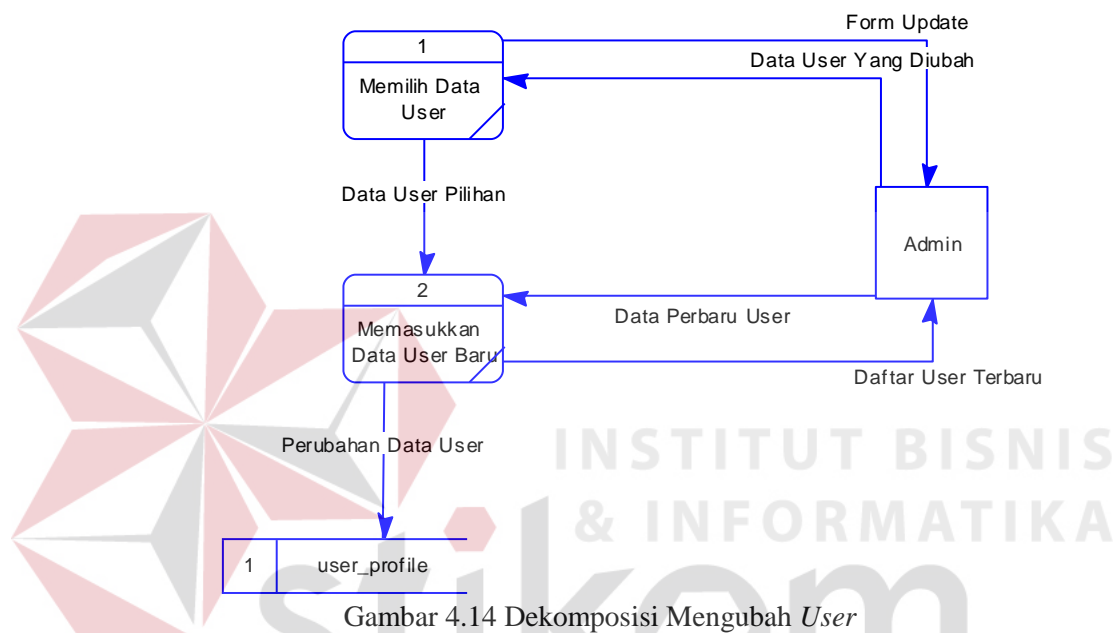 Form Update
1
Data User Yang Diubah
Memilih Data
User
Data User Pilihan
Admin
2
Data Perbaru User
Memasukkan
Data User Baru
Daftar User Terbaru
Perubahan Data User
INSTITUT BISNIS
& INFORMATIKA
1
user_profile
stikom
Gambar 4.14 Dekomposisi Mengubah User